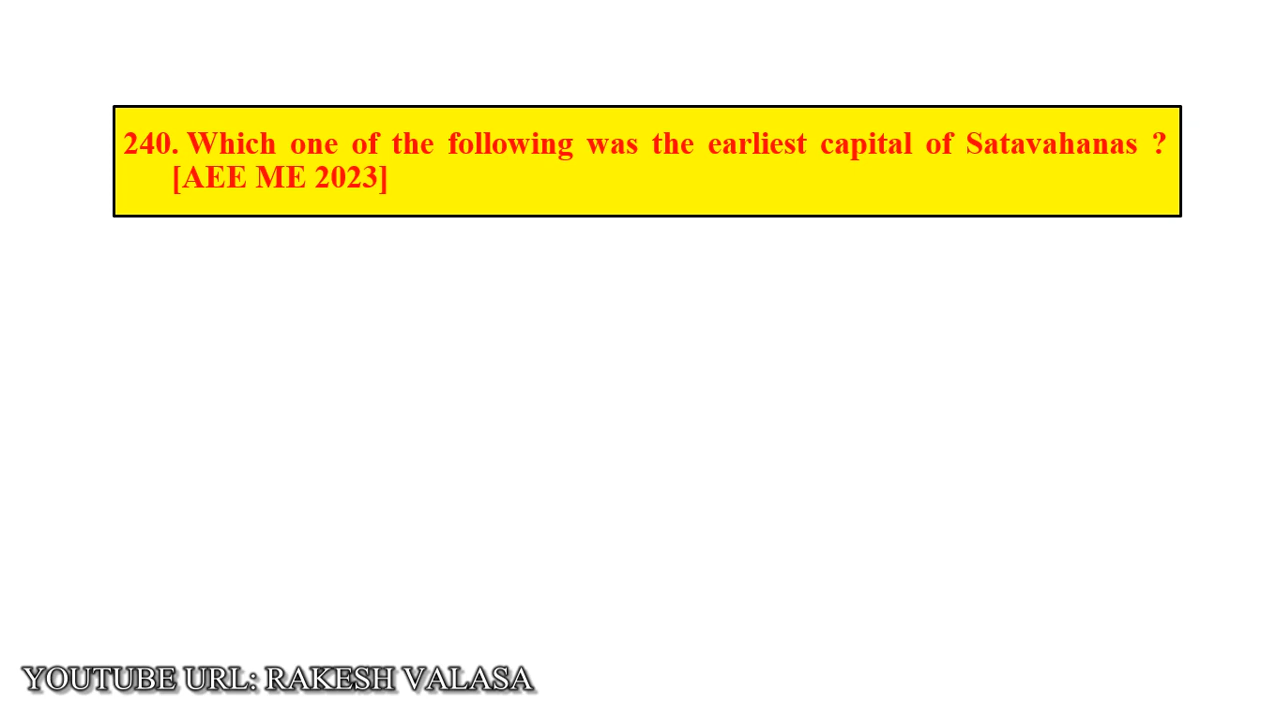 240. Which one of the following was the earliest capital of Satavahanas ?
[AEE ME 2023]
YOUTUBE URL: RAKESH VALASA